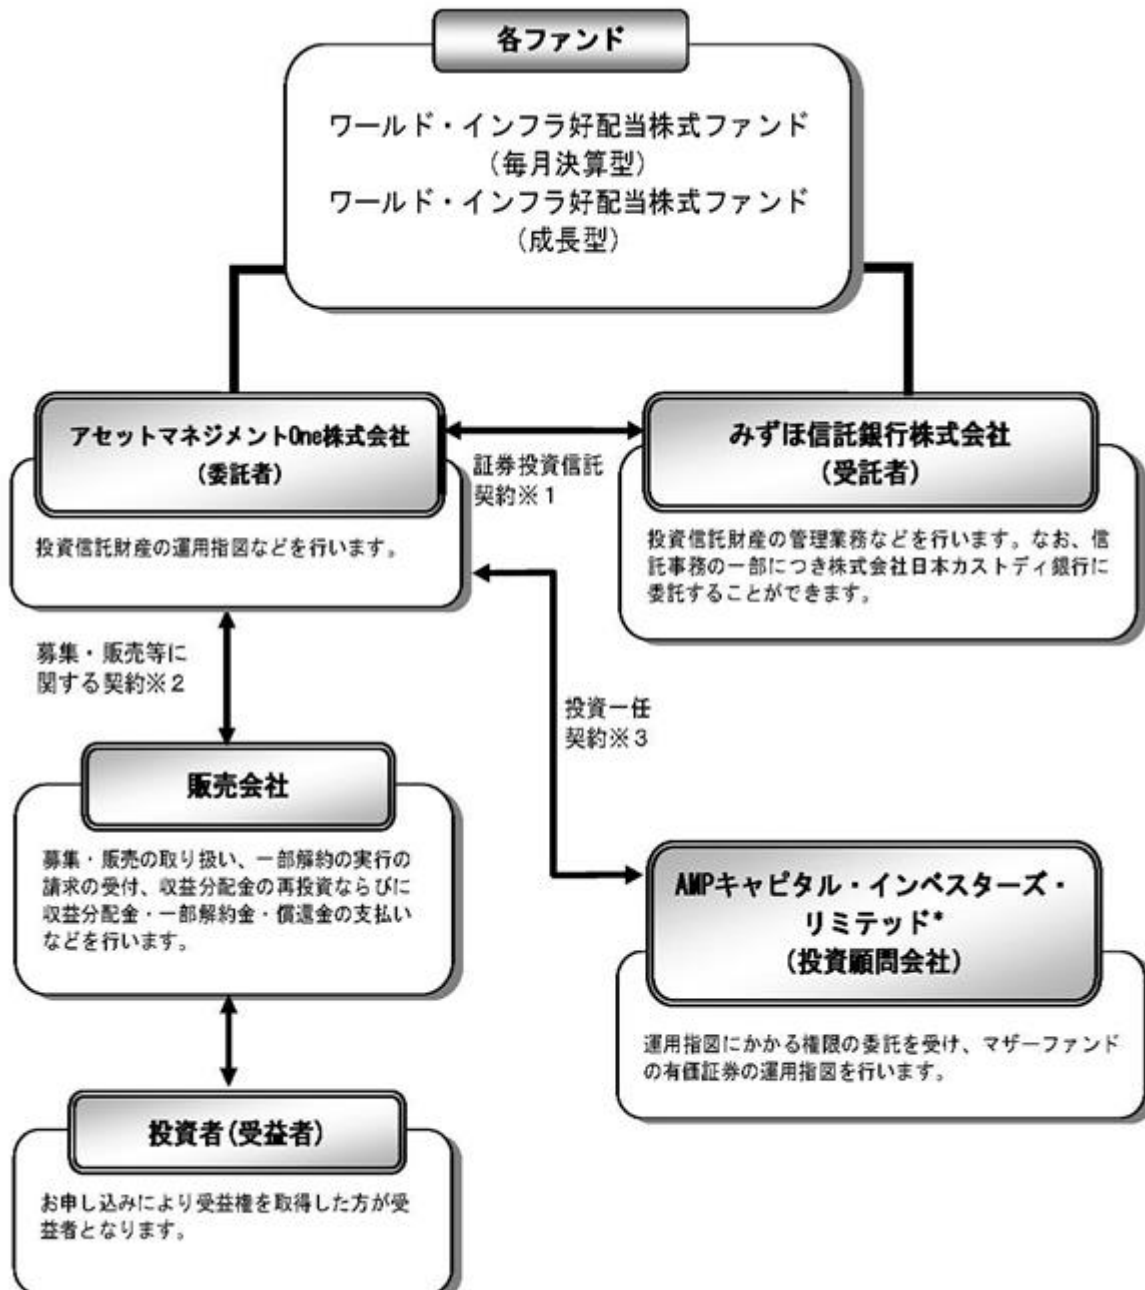 各ファンド
ワールド・インフラ好配当株式ファンド
(毎月決算型)
ワールド・インフラ好配当株式ファンド
(成長型)
アセットマネジメントOne株式会社
(委託者)
投資信託財産の運用指図などを行います。
証券投資信託
契約※1
みずほ信託銀行株式会社
(受託者)
投資信託財産の管理業務などを行います。なお、信
託事務の一部につき株式会社日本カストディ銀行に
委託することができます。
募集・販売等に
関する契約※2
投資一任
契約※3
販売会社
募集・販売の取り扱い、一部解約の実行の
請求の受付、収益分配金の再投資ならびに
収益分配金・一部解約金・償還金の支払い
などを行います。
AMPキャピタル・インベスターズ・
リミテッド*
(投資顧問会社)
運用指図にかかる権限の委託を受け、マザーファンド
の有価証券の運用指図を行います。
投資者(受益者)
お申し込みにより受益権を取得した方が受
益者となります。